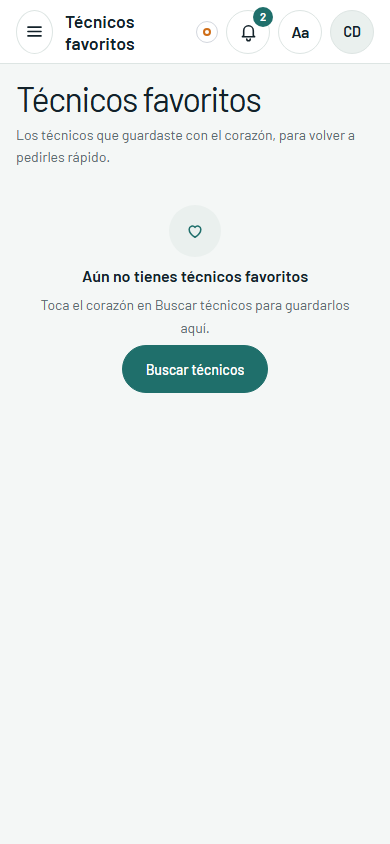 Técnicos
favoritos
2
Aa
CD
Técnicos favoritos
Los técnicos que guardaste con el corazón, para volver a
pedirles rápido.
Aún no tienes técnicos favoritos
Toca el corazón en Buscar técnicos para guardarlos
aquí.
Buscar técnicos